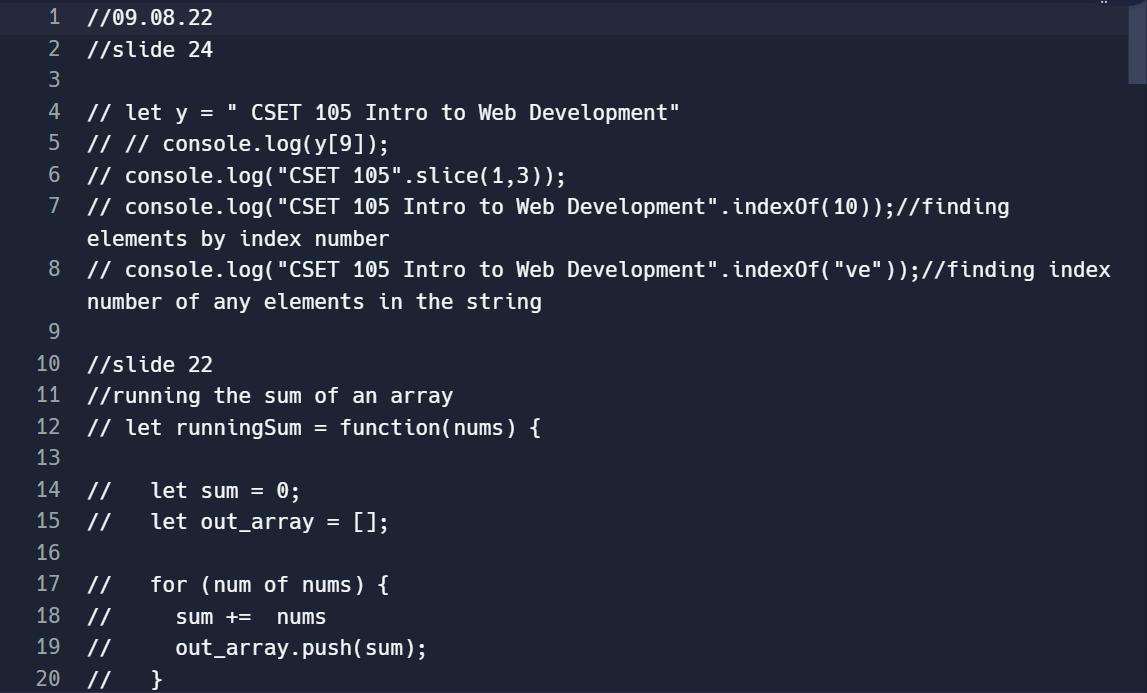 1 //09.08.22
2 //slide 24
3
4 // let y = " CSET 105 Intro to Web Development"
5 // // console.log(y[9]);
6 // console.log("CSET 105".slice(1,3));
7 // console.log("CSET 105 Intro to Web Development".indexOf(10));//finding
elements by index number
8 // console.log("CSET 105 Intro to Web Development".indexOf("ve"));//finding index
number of any elements in the string
9
10 //slide 22
11 //running the sum of an array
12 // let runningSum = function(nums) {
13
14 //   let sum = 0;
15 //   let out_array = [];
16
17 //   for (num of nums) {
18 //     sum +=  nums
19 //     out_array.push(sum);
20 //   }